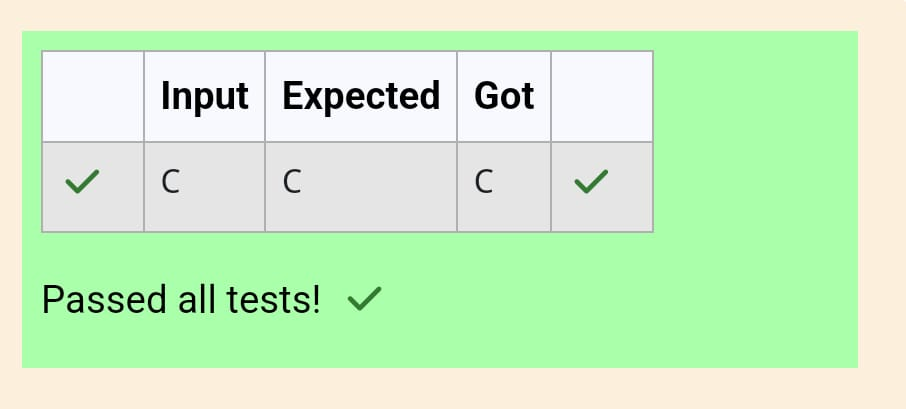 Input Expected Got
C C C
Passed all tests!